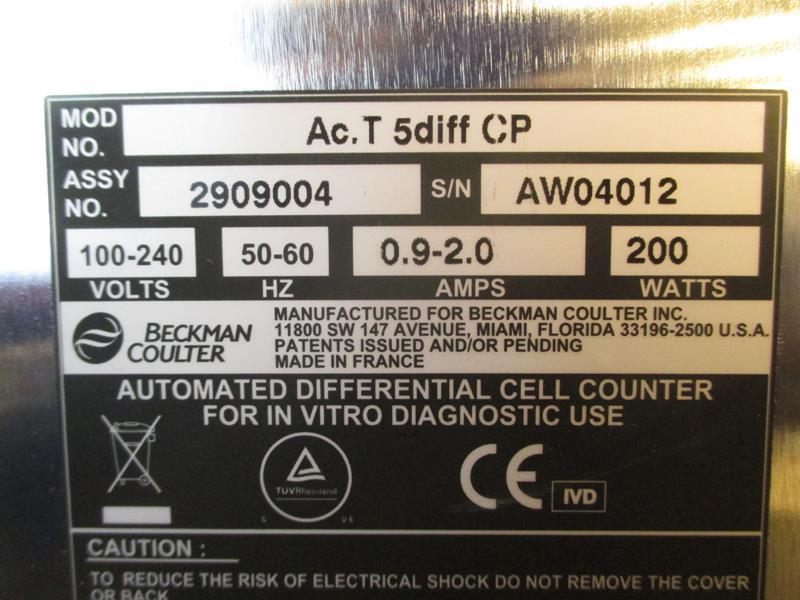 MOD NO. Ac.T 5diff CP
ASSY NO. 2909004 S/N AW04012
100-240 50-60 0.9-2.0 200
VOLTS HZ AMPS WATTS
BECKMAN COULTER
MANUFACTURED FOR BECKMAN COULTER INC.
11800 SW 147 AVENUE, MIAMI, FLORIDA 33196-2500 U.S.A.
PATENTS ISSUED AND/OR PENDING
MADE IN FRANCE
AUTOMATED DIFFERENTIAL CELL COUNTER
FOR IN VITRO DIAGNOSTIC USE
TUVRheinland
C US
CE IVD
CAUTION :
TO REDUCE THE RISK OF ELECTRICAL SHOCK DO NOT REMOVE THE COVER
OR BACK